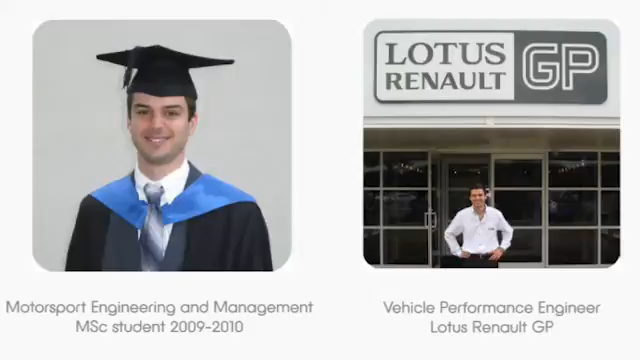 LOTUS
RENAULT
GP
Motorsport Engineering and Management
MSc student 2009-2010
Vehicle Performance Engineer
Lotus Renault GP